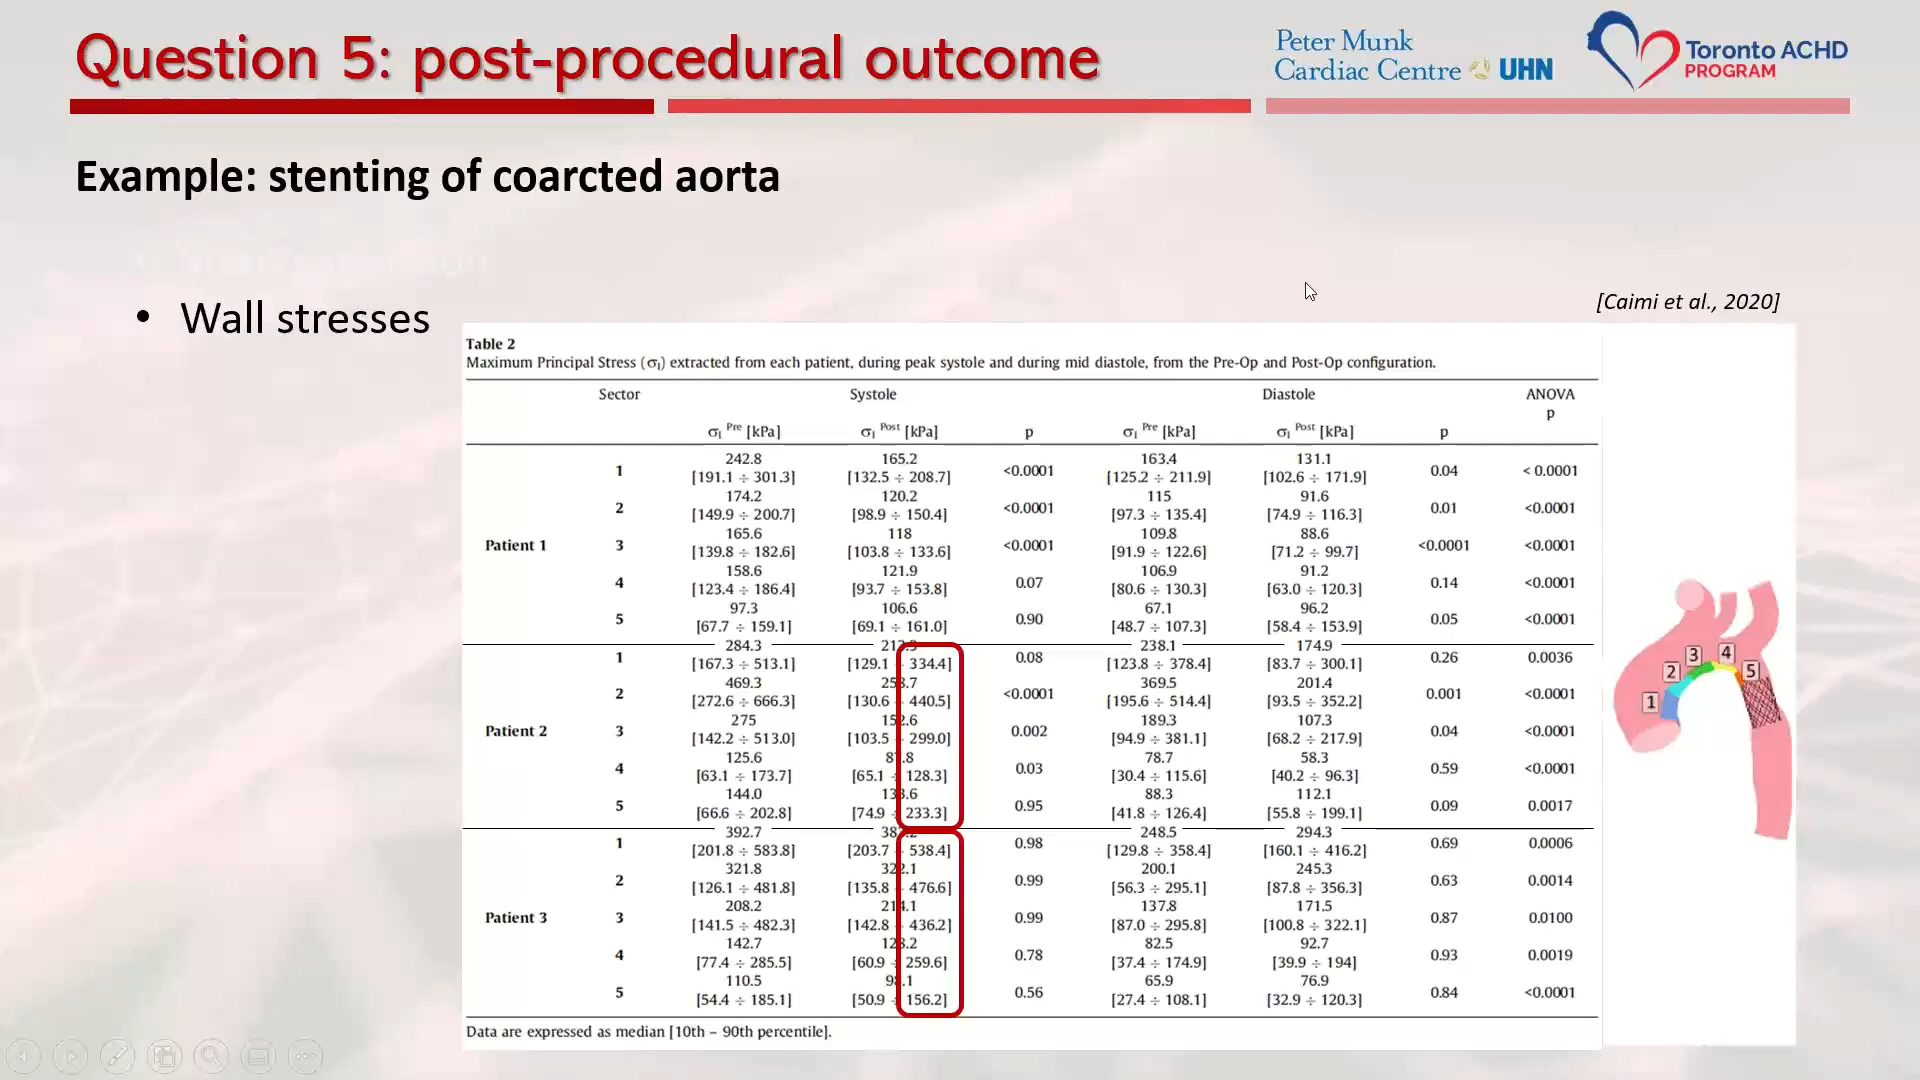 Question 5: post-procedural outcome
Peter Munk
Cardiac Centre UHN
Toronto ACHD
PROGRAM
Example: stenting of coarcted aorta
• Wall stresses
[Caimi et al., 2020]
Table 2
Maximum Principal Stress (σI) extracted from each patient, during peak systole and during mid diastole, from the Pre-Op and Post-Op configuration.
Sector Systole Diastole ANOVA
p
σI Pre [kPa] σI Post [kPa] p σI Pre [kPa] σI Post [kPa] p
242.8 165.2 163.4 131.1
1 <0.0001 0.04 < 0.0001
[191.1 ÷ 301.3] [132.5 ÷ 208.7] [125.2 ÷ 211.9] [102.6 ÷ 171.9]
174.2 120.2 115 91.6
2 <0.0001 0.01 <0.0001
[149.9 ÷ 200.7] [98.9 ÷ 150.4] [97.3 ÷ 135.4] [74.9 ÷ 116.3]
165.6 118 109.8 88.6
Patient 1 3 <0.0001 <0.0001 <0.0001
[139.8 ÷ 182.6] [103.8 ÷ 133.6] [91.9 ÷ 122.6] [71.2 ÷ 99.7]
158.6 121.9 106.9 91.2
4 0.07 0.14 <0.0001
[123.4 ÷ 186.4] [93.7 ÷ 153.8] [80.6 ÷ 130.3] [63.0 ÷ 120.3]
97.3 106.6 67.1 96.2
5 0.90 0.05 <0.0001
[67.7 ÷ 159.1] [69.1 ÷ 161.0] [48.7 ÷ 107.3] [58.4 ÷ 153.9]
284.3 238.1 174.9
1 0.08 0.26 0.0036
[167.3 ÷ 513.1] [129.1 ÷ 334.4] [123.8 ÷ 378.4] [83.7 ÷ 300.1]
469.3 369.5 201.4
2 <0.0001 0.001 <0.0001
[272.6 ÷ 666.3] [130.6 ÷ 440.5] [195.6 ÷ 514.4] [93.5 ÷ 352.2]
275 152.6 189.3 107.3
Patient 2 3 0.002 0.04 <0.0001
[142.2 ÷ 513.0] [103.5 ÷ 299.0] [94.9 ÷ 381.1] [68.2 ÷ 217.9]
125.6 78.7 58.3
4 0.03 0.59 <0.0001
[63.1 ÷ 173.7] [65.1 ÷ 128.3] [30.4 ÷ 115.6] [40.2 ÷ 96.3]
144.0 88.3 112.1
5 0.95 0.09 0.0017
[66.6 ÷ 202.8] [74.9 ÷ 233.3] [41.8 ÷ 126.4] [55.8 ÷ 199.1]
392.7 248.5 294.3
1 0.98 0.69 0.0006
[201.8 ÷ 583.8] [203.7 ÷ 538.4] [129.8 ÷ 358.4] [160.1 ÷ 416.2]
321.8 322.1 200.1 245.3
2 0.99 0.63 0.0014
[126.1 ÷ 481.8] [135.8 ÷ 476.6] [56.3 ÷ 295.1] [87.8 ÷ 356.3]
208.2 214.1 137.8 171.5
Patient 3 3 0.99 0.87 0.0100
[141.5 ÷ 482.3] [142.8 ÷ 436.2] [87.0 ÷ 295.8] [100.8 ÷ 322.1]
142.7 128.2 82.5 92.7
4 0.78 0.93 0.0019
[77.4 ÷ 285.5] [60.9 ÷ 259.6] [37.4 ÷ 174.9] [39.9 ÷ 194]
110.5 65.9 76.9
5 0.56 0.84 <0.0001
[54.4 ÷ 185.1] [50.9 ÷ 156.2] [27.4 ÷ 108.1] [32.9 ÷ 120.3]
Data are expressed as median [10th – 90th percentile].
1
2
3
4
5